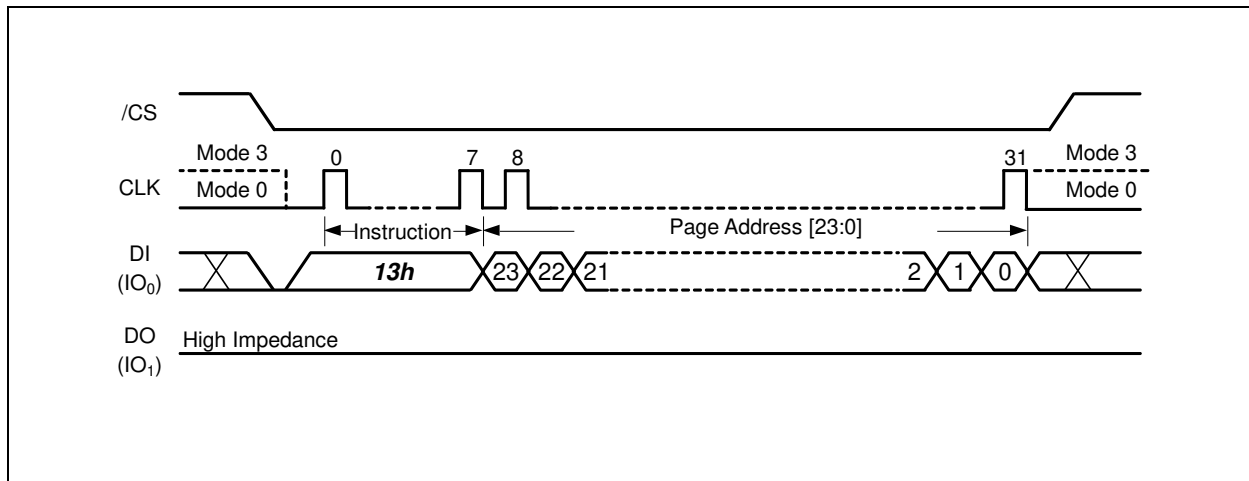 /CS
Mode 3 0 7 8 31 Mode 3
CLK Mode 0 Mode 0
Instruction Page Address [23:0]
DI (IO₀) 13h 23 22 21 2 1 0
DO (IO₁) High Impedance